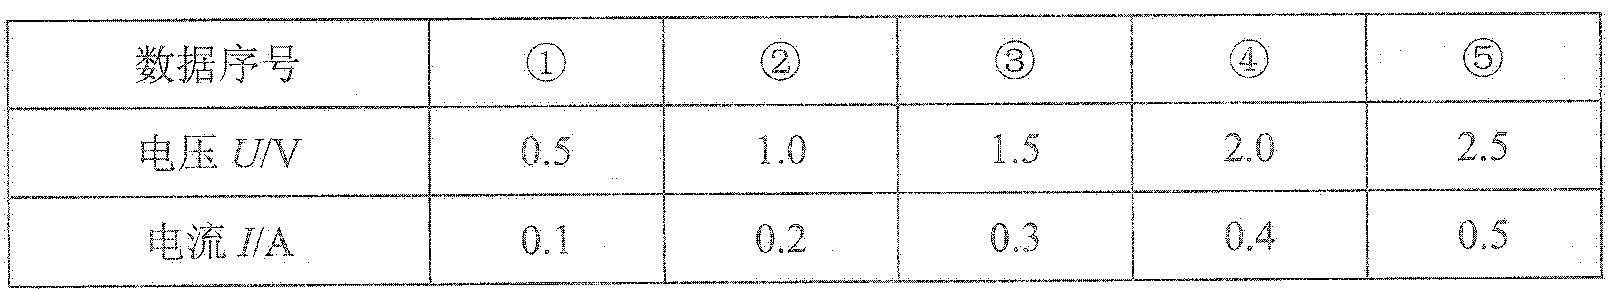 数据序号 ① ② ③ ④ ⑤
电压 U/V 0.5 1.0 1.5 2.0 2.5
电流 I/A 0.1 0.2 0.3 0.4 0.5